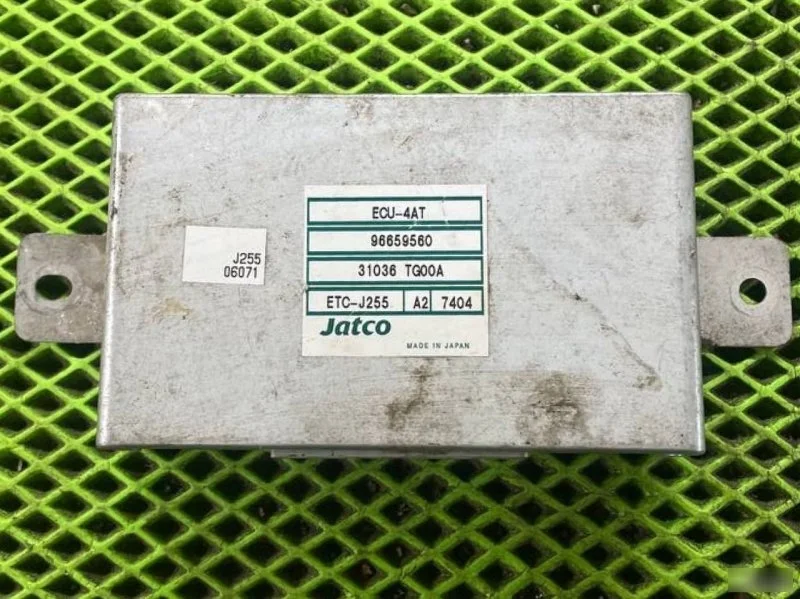 J255
06071
ECU-4AT
96659560
31036 TG00A
ETC-J255 A2 7404
Jatco
MADE IN JAPAN